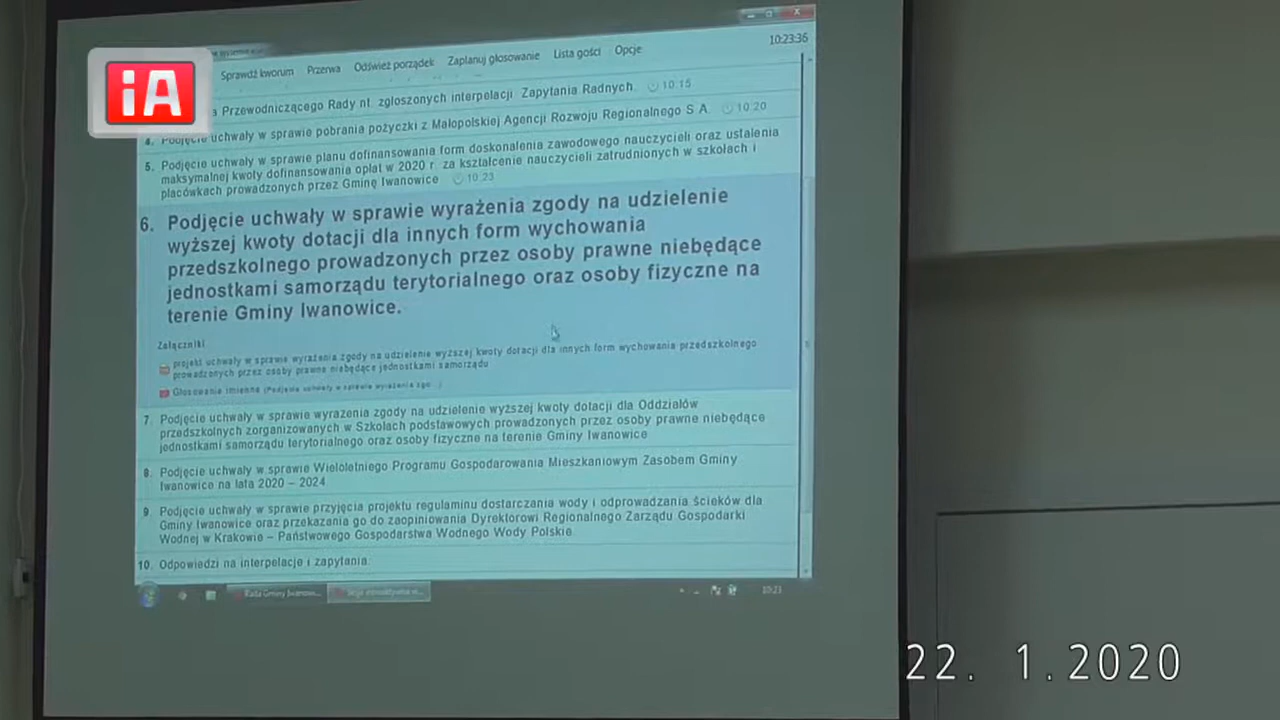 iA
10:23:36
Sprawdź kworum Przerwa Odśwież porządek Zaplanuj głosowanie Lista gości Opcje
a Przewodniczącego Rady nt. zgłoszonych interpelacji. Zapytania Radnych. 10:15
4. Podjęcie uchwały w sprawie pobrania pożyczki z Małopolskiej Agencji Rozwoju Regionalnego S.A. 10:20
5. Podjęcie uchwały w sprawie planu dofinansowania form doskonalenia zawodowego nauczycieli oraz ustalenia
maksymalnej kwoty dofinansowania opłat w 2020 r. za kształcenie nauczycieli zatrudnionych w szkołach i
placówkach prowadzonych przez Gminę Iwanowice 10:23
6. Podjęcie uchwały w sprawie wyrażenia zgody na udzielenie
wyższej kwoty dotacji dla innych form wychowania
przedszkolnego prowadzonych przez osoby prawne niebędące
jednostkami samorządu terytorialnego oraz osoby fizyczne na
terenie Gminy Iwanowice.
Załączniki:
projekt uchwały w sprawie wyrażenia zgody na udzielenie wyższej kwoty dotacji dla innych form wychowania przedszkolnego
prowadzonych przez osoby prawne niebędące jednostkami samorządu
Głosowanie imienne (Podjęcie uchwały w sprawie wyrażenia zgo...)
7. Podjęcie uchwały w sprawie wyrażenia zgody na udzielenie wyższej kwoty dotacji dla Oddziałów
przedszkolnych zorganizowanych w Szkołach podstawowych prowadzonych przez osoby prawne niebędące
jednostkami samorządu terytorialnego oraz osoby fizyczne na terenie Gminy Iwanowice
8. Podjęcie uchwały w sprawie Wieloletniego Programu Gospodarowania Mieszkaniowym Zasobem Gminy
Iwanowice na lata 2020 – 2024
9. Podjęcie uchwały w sprawie przyjęcia projektu regulaminu dostarczania wody i odprowadzania ścieków dla
Gminy Iwanowice oraz przekazania go do zaopiniowania Dyrektorowi Regionalnego Zarządu Gospodarki
Wodnej w Krakowie – Państwowego Gospodarstwa Wodnego Wody Polskie
10. Odpowiedzi na interpelacje i zapytania.
Rada Gminy Iwanowi...
10:23
22. 1.2020